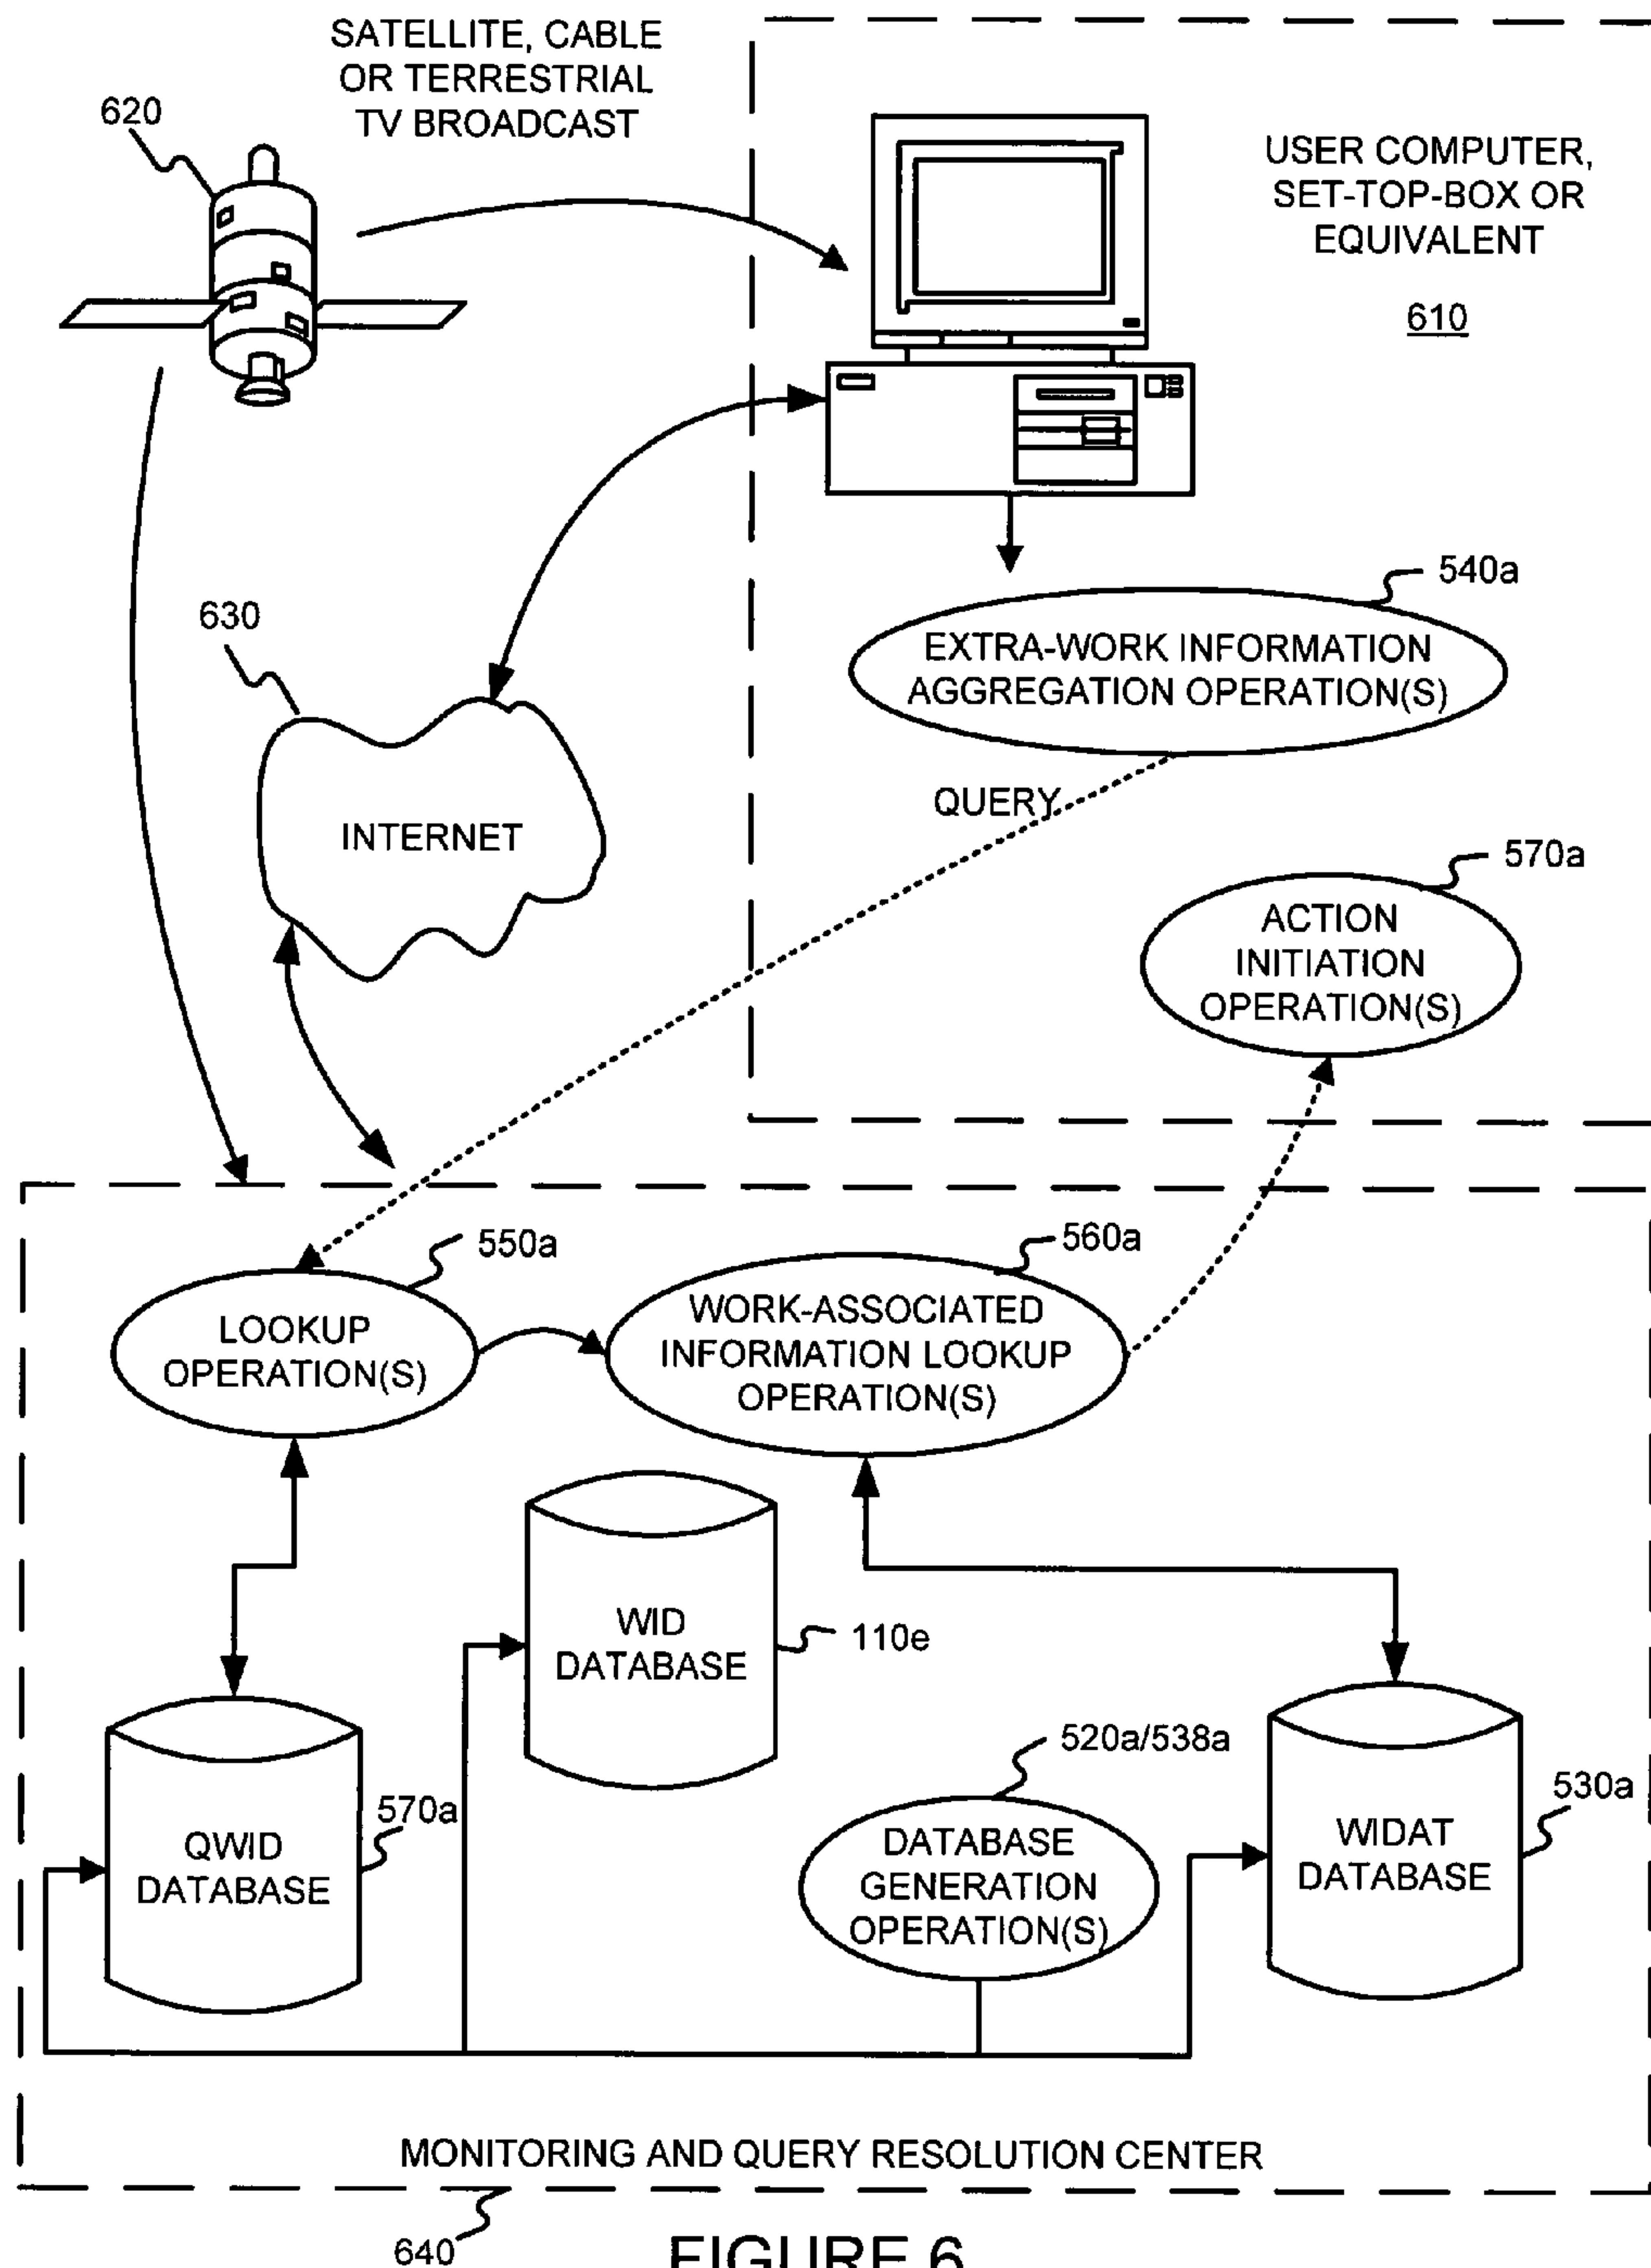 SATELLITE, CABLE
OR TERRESTRIAL
TV BROADCAST
620
USER COMPUTER,
SET-TOP-BOX OR
EQUIVALENT
610
540a
EXTRA-WORK INFORMATION
AGGREGATION OPERATION(S)
630
INTERNET
QUERY
570a
ACTION
INITIATION
OPERATION(S)
550a
LOOKUP
OPERATION(S)
560a
WORK-ASSOCIATED
INFORMATION LOOKUP
OPERATION(S)
WID
DATABASE
110e
QWID
DATABASE
570a
520a/538a
DATABASE
GENERATION
OPERATION(S)
WIDAT
DATABASE
530a
MONITORING AND QUERY RESOLUTION CENTER
640
FIGURE 6